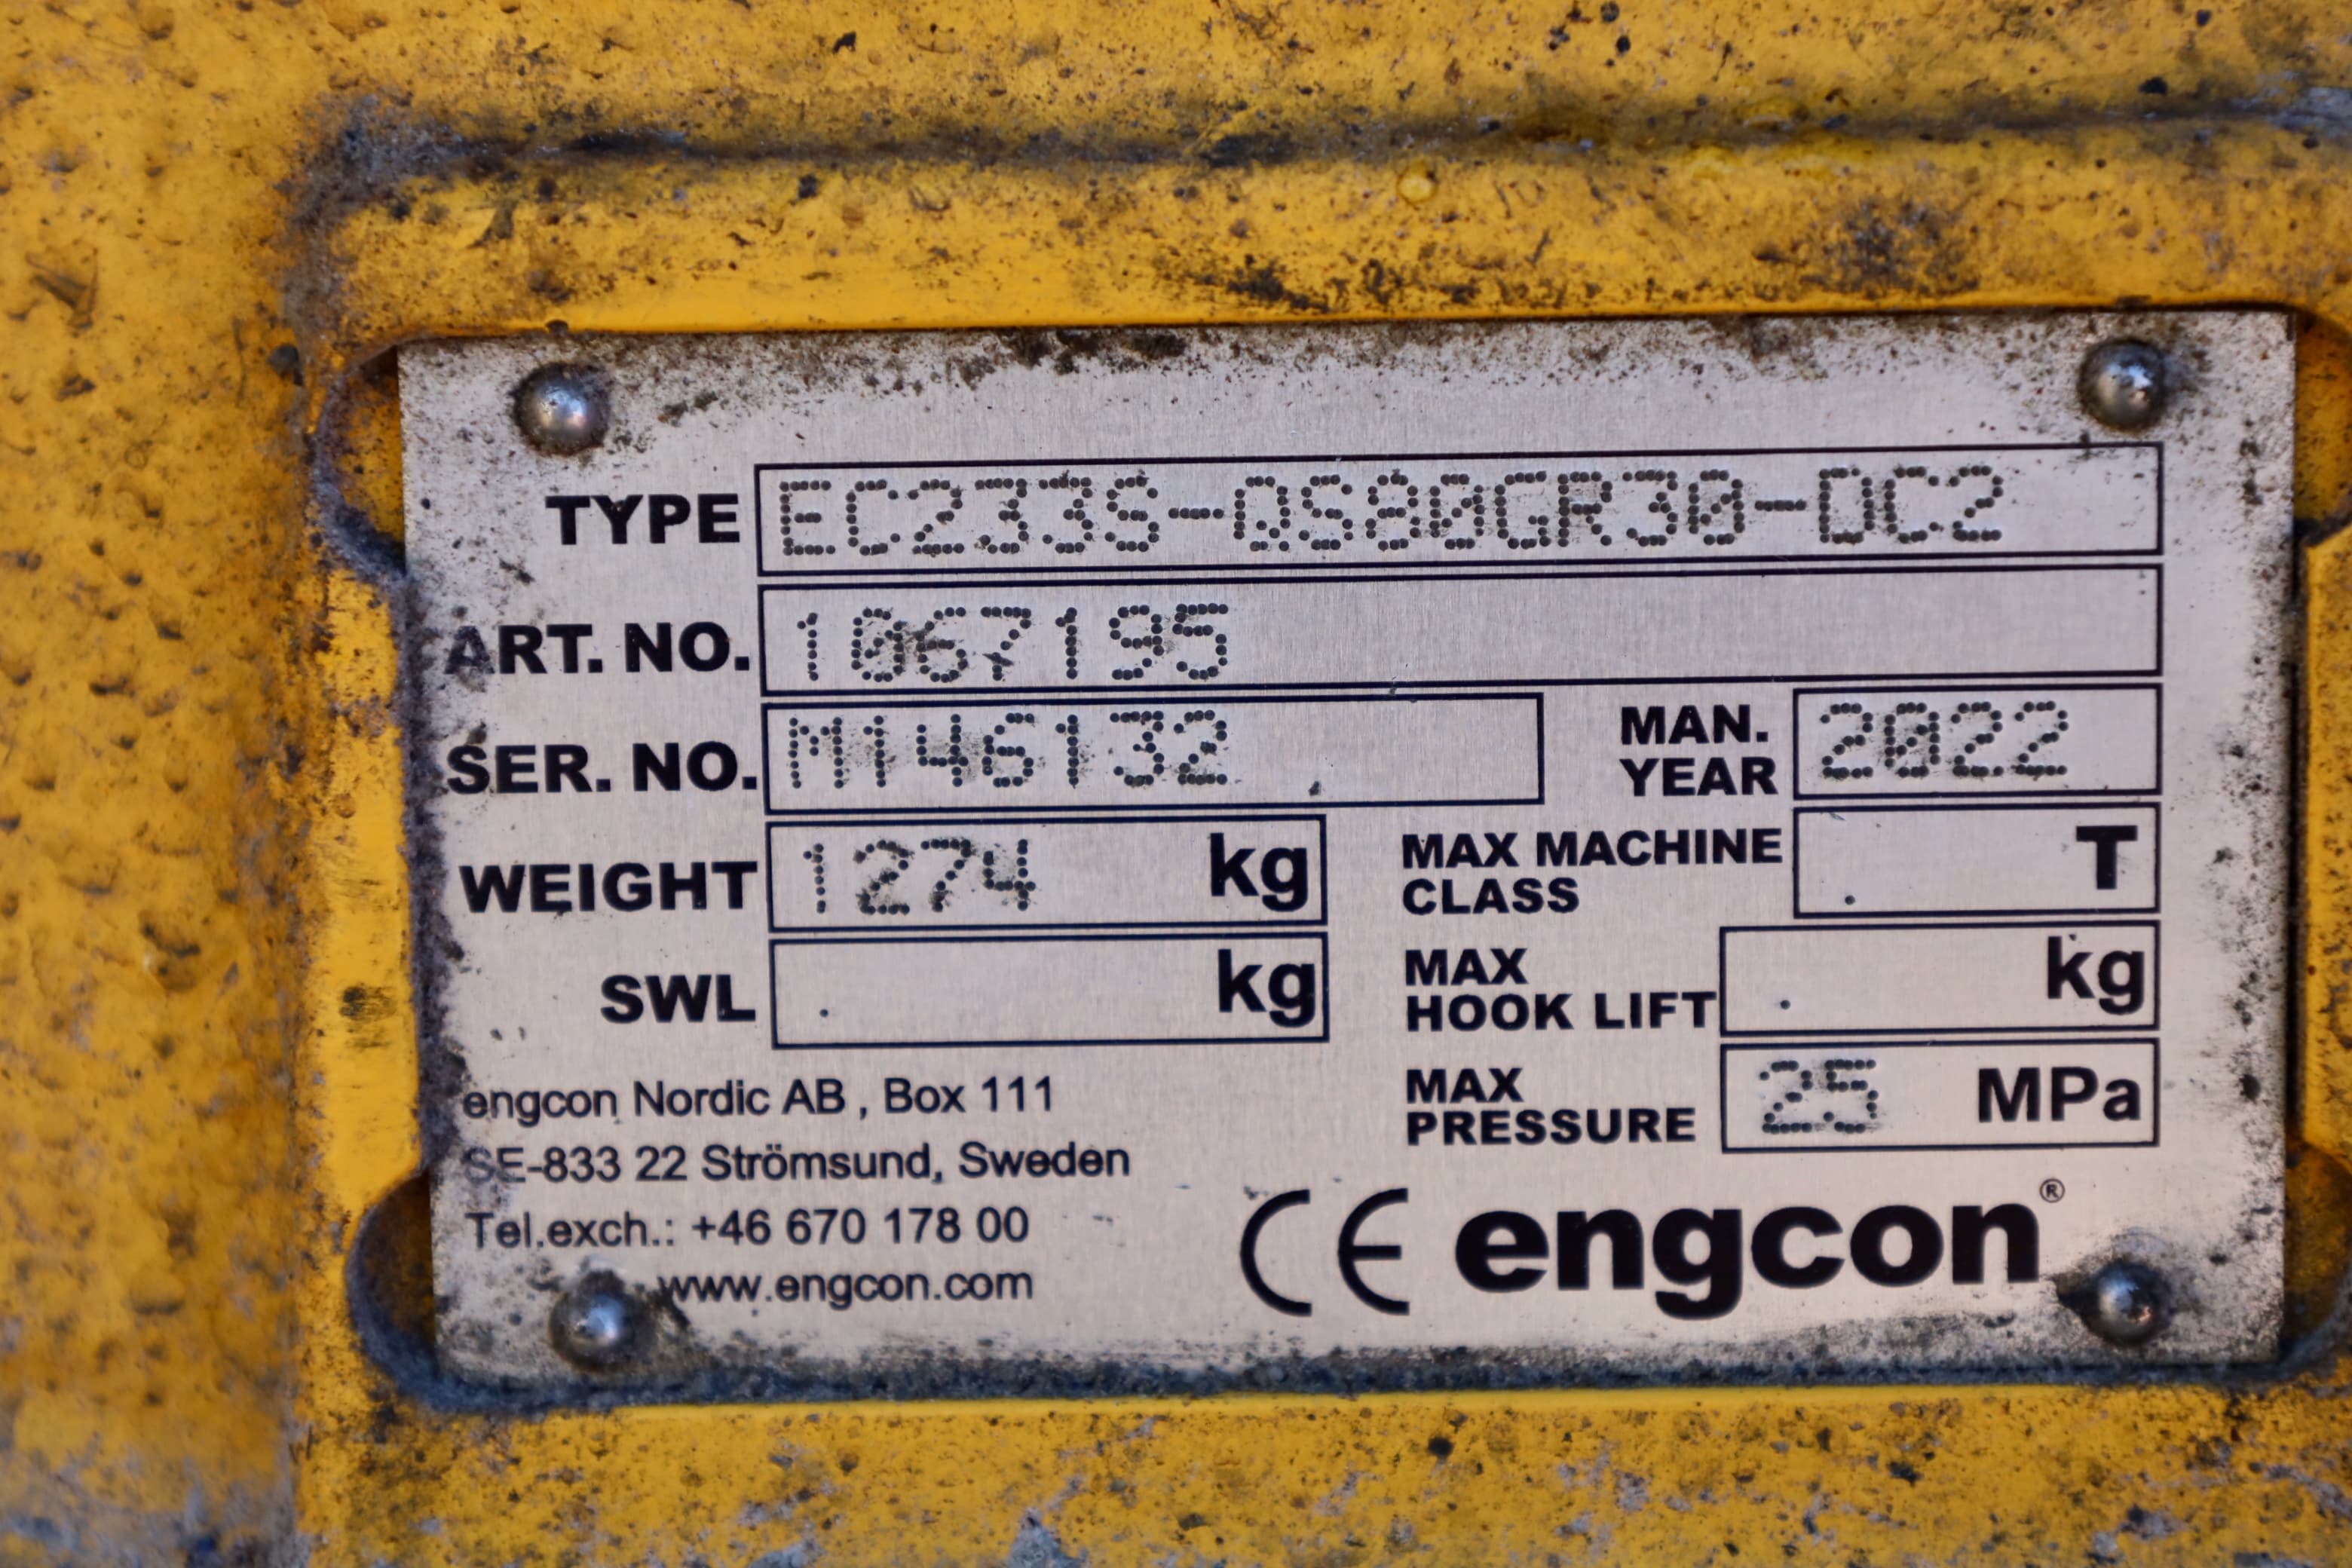 TYPE EC233S-QS80GR30-DC2
ART. NO. 1067195
SER. NO. M146132 MAN. YEAR 2022
WEIGHT 1274 kg MAX MACHINE CLASS . T
SWL . kg MAX HOOK LIFT . kg
MAX PRESSURE 25 MPa
engcon Nordic AB , Box 111
SE-833 22 Strömsund, Sweden
Tel.exch.: +46 670 178 00
www.engcon.com
CE engcon®